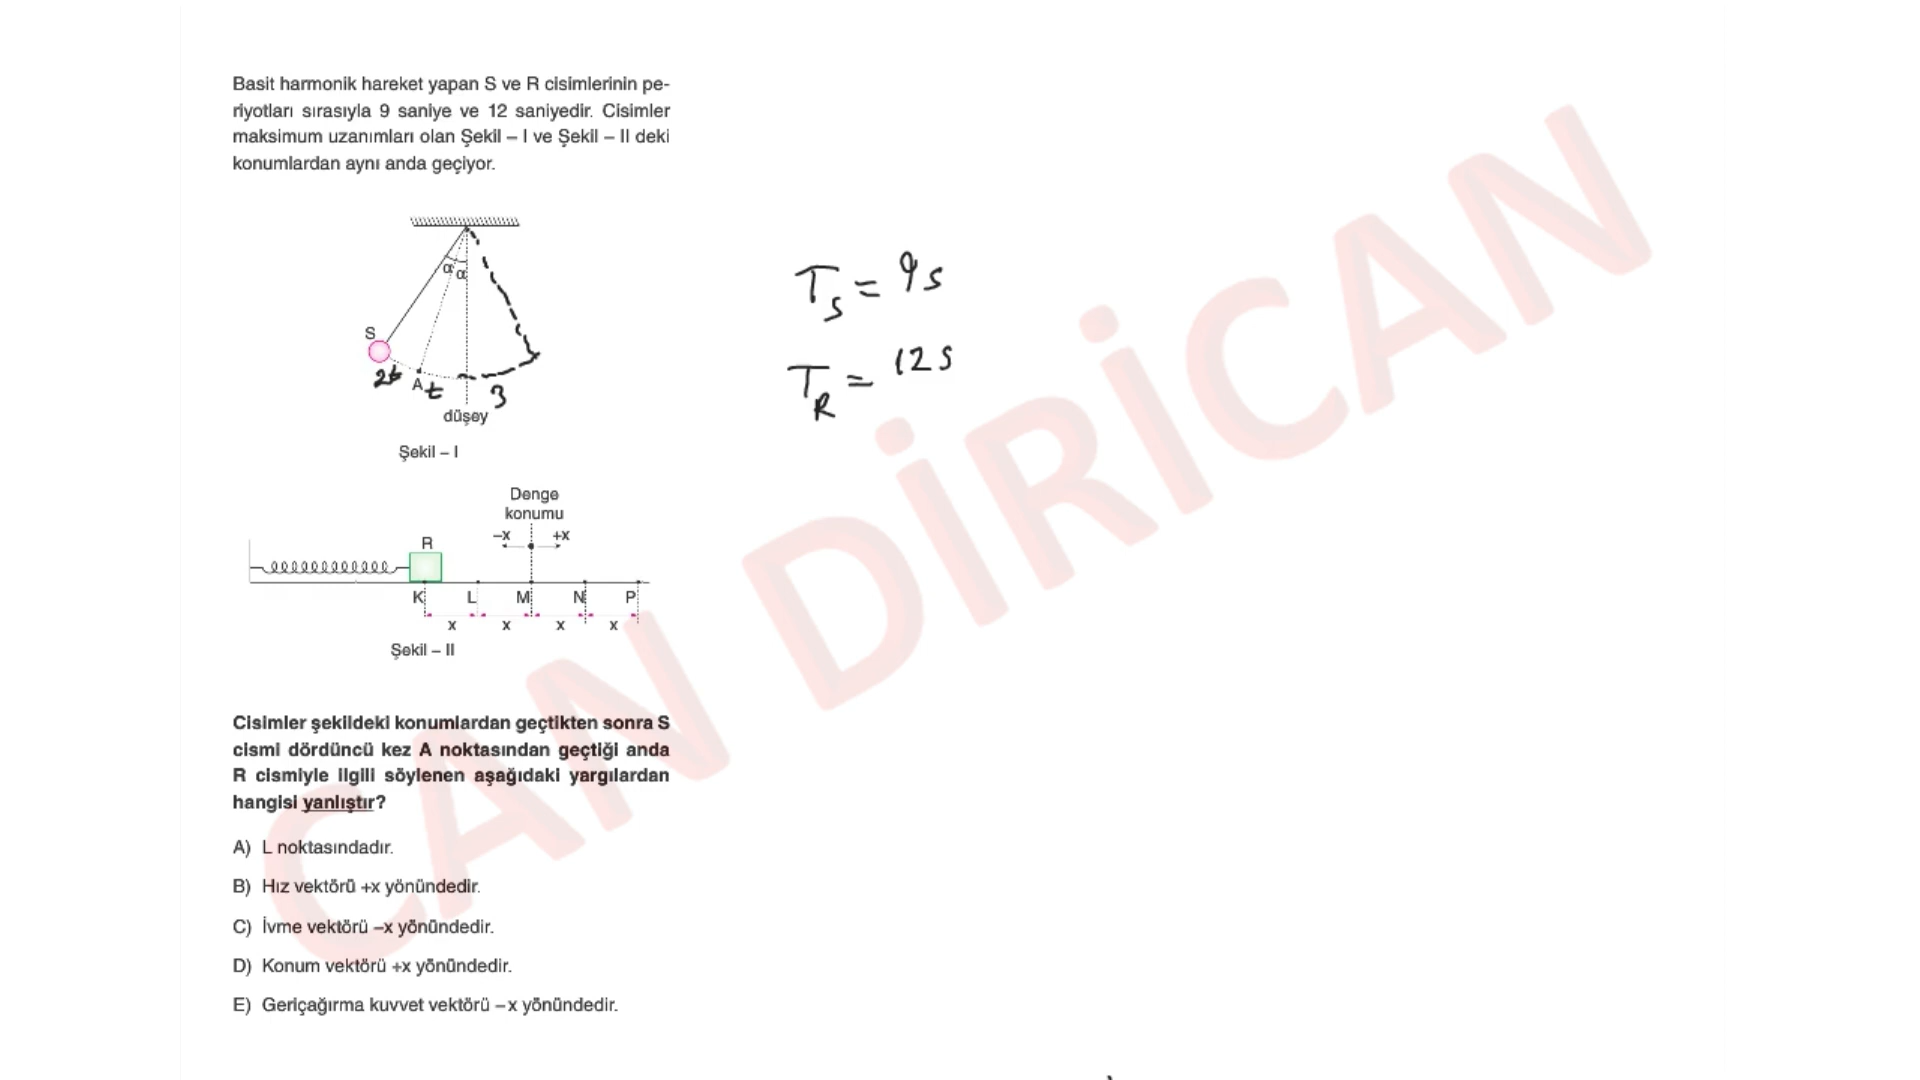 Basit harmonik hareket yapan S ve R cisimlerinin pe-
riyotları sırasıyla 9 saniye ve 12 saniyedir. Cisimler
maksimum uzanımları olan Şekil – I ve Şekil – II deki
konumlardan aynı anda geçiyor.
α α
S
2t A t 3
düşey
Şekil – I
T_S = 9s
T_R = 12s
Denge
konumu
–x +x
R
K L M N P
x x x x
Şekil – II
Cisimler şekildeki konumlardan geçtikten sonra S
cismi dördüncü kez A noktasından geçtiği anda
R cismiyle ilgili söylenen aşağıdaki yargılardan
hangisi yanlıştır?
A) L noktasındadır.
B) Hız vektörü +x yönündedir.
C) İvme vektörü –x yönündedir.
D) Konum vektörü +x yönündedir.
E) Geriçağırma kuvvet vektörü –x yönündedir.
CAN DİRİCAN